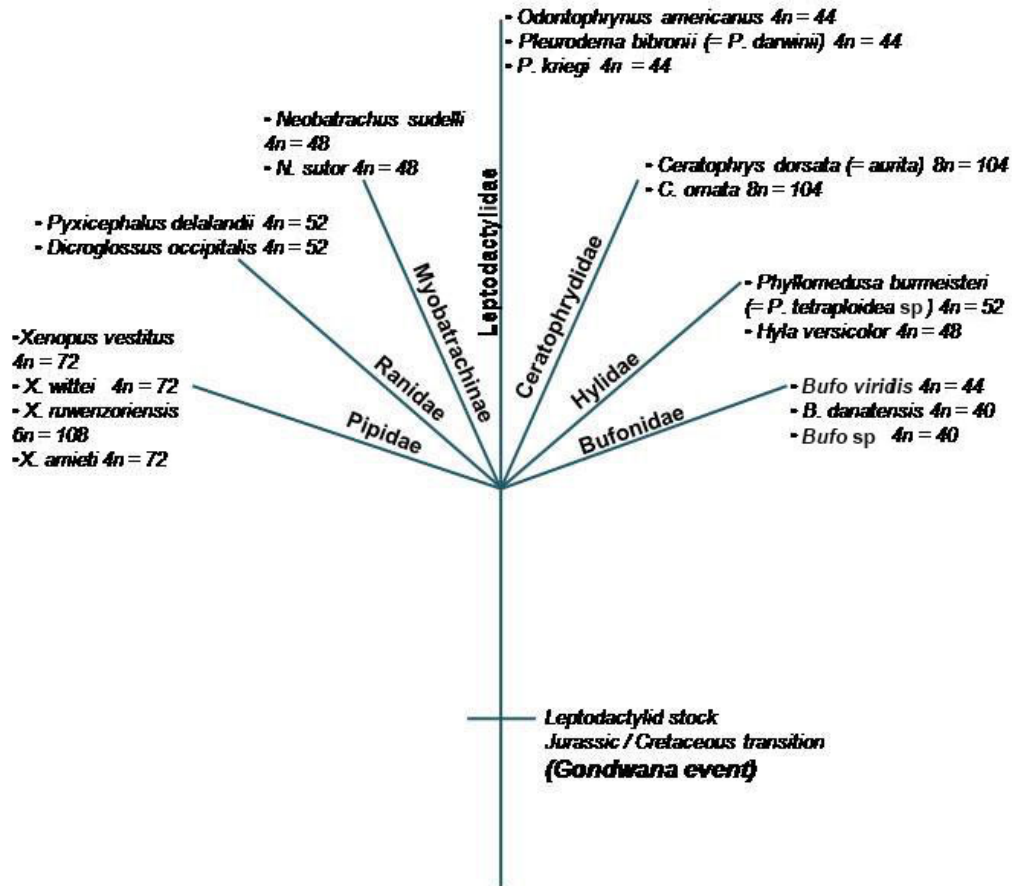 - Odontophrynus americanus 4n = 44
- Pleurodema bibronii (= P. darwinii) 4n = 44
- P. kriegi 4n = 44
- Neobatrachus sudelli
4n = 48
- N. sutor 4n = 48
- Ceratophrys dorsata (= aurita) 8n = 104
- C. ornata 8n = 104
- Pyxicephalus delalandii 4n = 52
- Dicroglossus occipitalis 4n = 52
- Phyllomedusa burmeisteri
(= P. tetraploidea sp ) 4n = 52
- Hyla versicolor 4n = 48
-Xenopus vestitus
4n = 72
- X. wittei 4n = 72
- X. ruwenzoriensis
6n = 108
-X. amieti 4n = 72
- Bufo viridis 4n = 44
- B. danatensis 4n = 40
- Bufo sp 4n = 40
Pipidae
Ranidae
Myobatrachinae
Leptodactylidae
Ceratophrydidae
Hylidae
Bufonidae
Leptodactylid stock
Jurassic / Cretaceous transition
(Gondwana event)